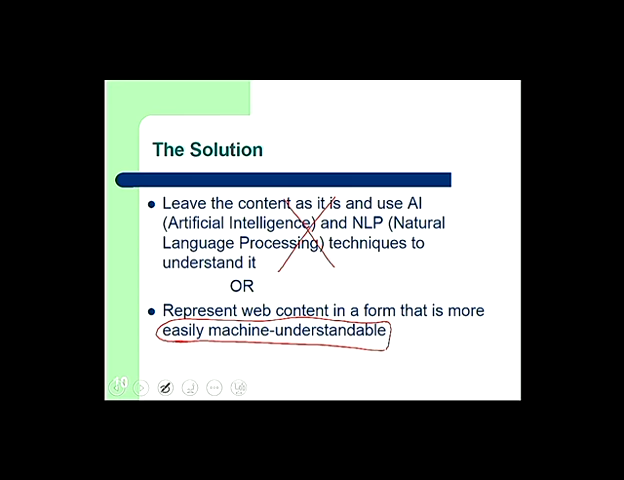 The Solution
Leave the content as it is and use AI
(Artificial Intelligence) and NLP (Natural
Language Processing) techniques to
understand it
OR
Represent web content in a form that is more
easily machine-understandable
10